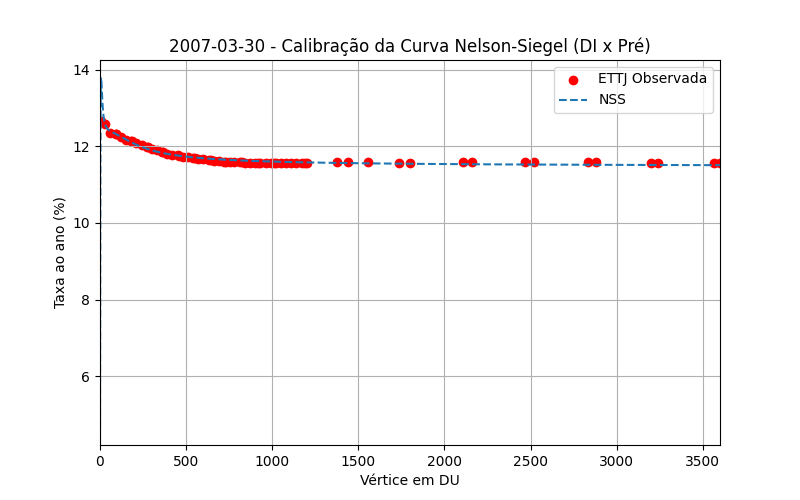 2007-03-30 - Calibração da Curva Nelson-Siegel (DI x Pré)
ETTJ Observada
NSS
Taxa ao ano (%)
14
12
10
8
6
0 500 1000 1500 2000 2500 3000 3500
Vértice em DU